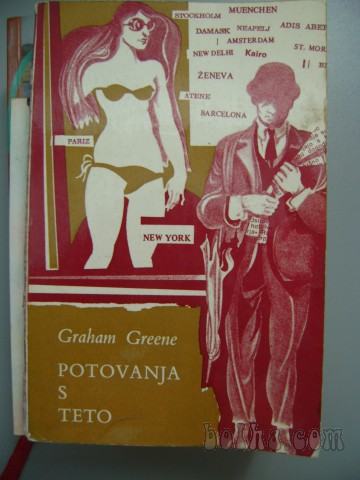 STOCKHOLM
MUENCHEN
DAMASK NEAPELJ ADIS ABE
AMSTERDAM
NEW DELHI Kairo
ST. MOR
ŽENEVA
ATENE
BARCELONA
PARIZ
NEW YORK
Graham Greene
POTOVANJA
S
TETO
bolha.com